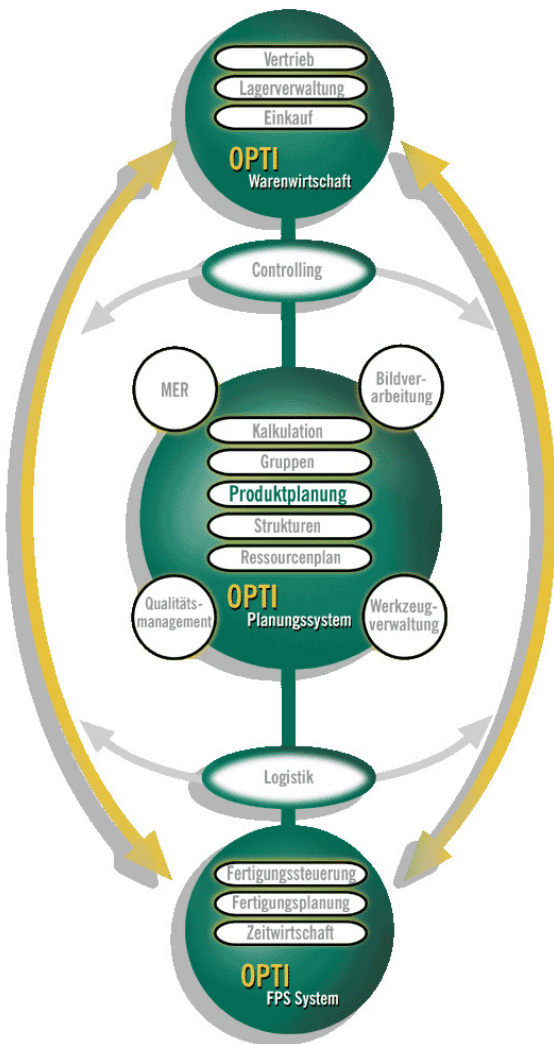 Vertrieb
Lagerverwaltung
Einkauf
OPTI
Warenwirtschaft
Controlling
MER
Bildver-
arbeitung
Kalkulation
Gruppen
Produktplanung
Strukturen
Ressourcenplan
OPTI
Planungssystem
Qualitäts-
management
Werkzeug-
verwaltung
Logistik
Fertigungssteuerung
Fertigungsplanung
Zeitwirtschaft
OPTI
FPS System